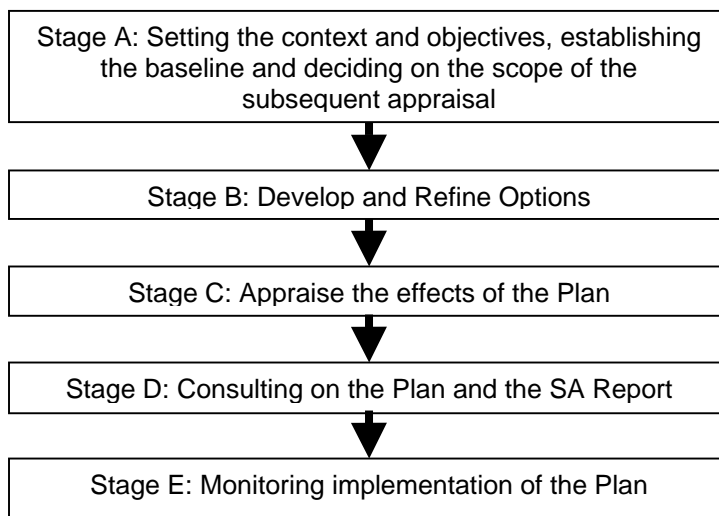 Stage A: Setting the context and objectives, establishing
the baseline and deciding on the scope of the
subsequent appraisal
Stage B: Develop and Refine Options
Stage C: Appraise the effects of the Plan
Stage D: Consulting on the Plan and the SA Report
Stage E: Monitoring implementation of the Plan